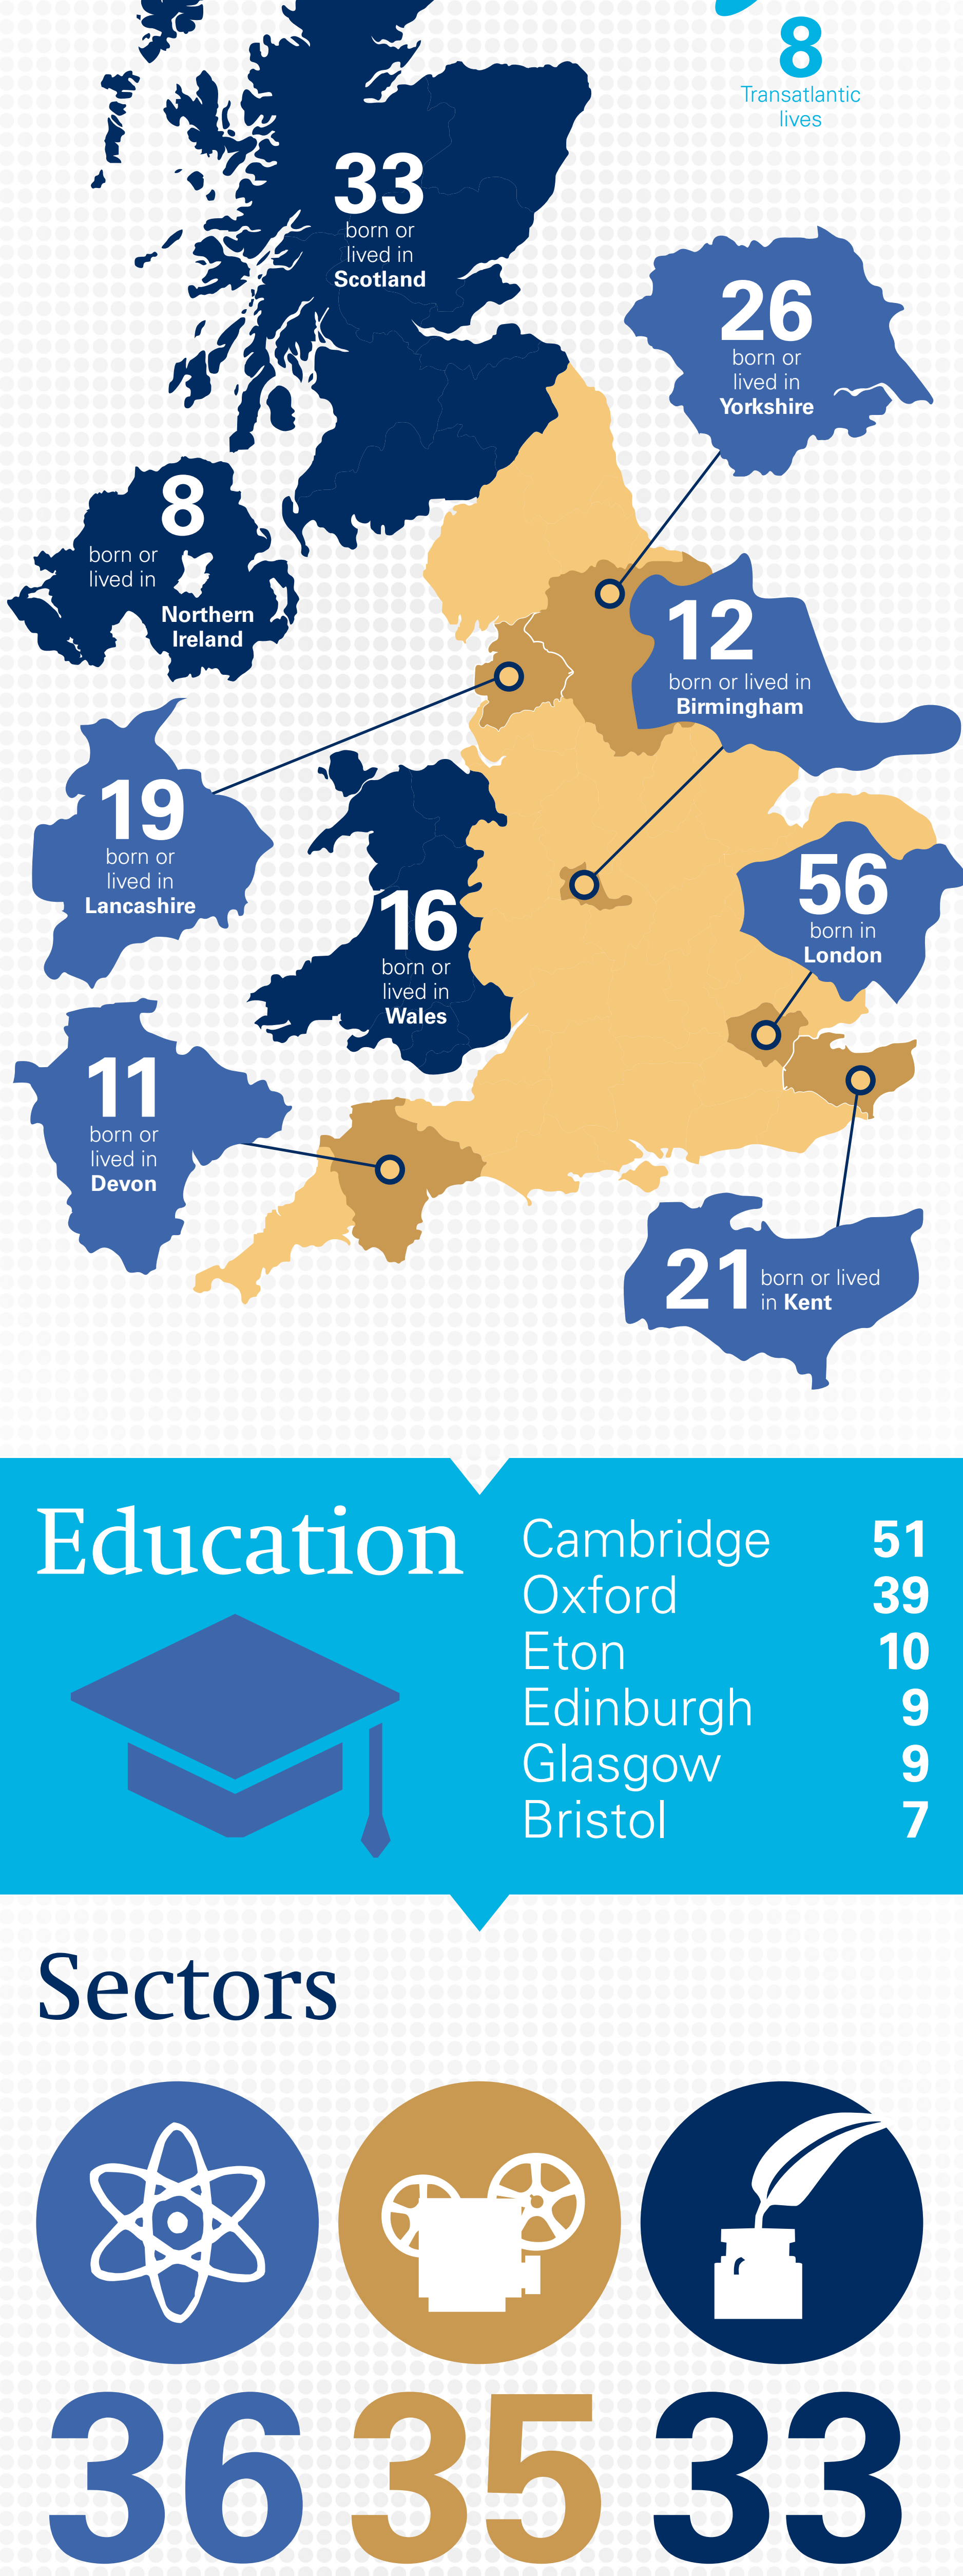 8
Transatlantic
lives
33
born or
lived in
Scotland
26
born or
lived in
Yorkshire
8
born or
lived in
Northern
Ireland
12
born or lived in
Birmingham
19
born or
lived in
Lancashire
56
born in
London
16
born or
lived in
Wales
11
born or
lived in
Devon
21
born or lived
in Kent
Education
Cambridge 51
Oxford 39
Eton 10
Edinburgh 9
Glasgow 9
Bristol 7
Sectors
36 35 33